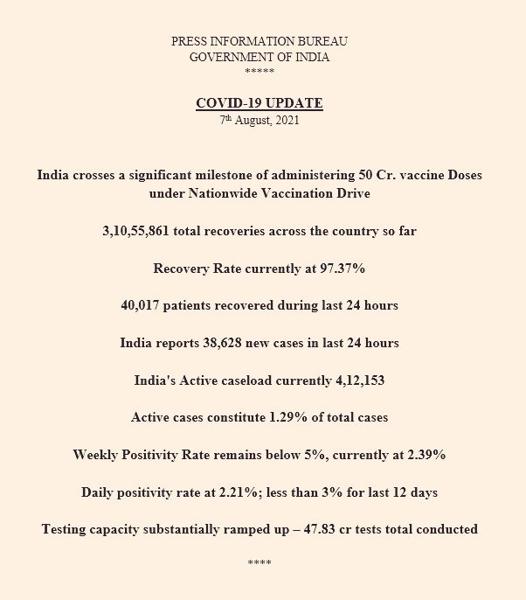 PRESS INFORMATION BUREAU
GOVERNMENT OF INDIA
*****
COVID-19 UPDATE
7th August, 2021
India crosses a significant milestone of administering 50 Cr. vaccine Doses
under Nationwide Vaccination Drive
3,10,55,861 total recoveries across the country so far
Recovery Rate currently at 97.37%
40,017 patients recovered during last 24 hours
India reports 38,628 new cases in last 24 hours
India's Active caseload currently 4,12,153
Active cases constitute 1.29% of total cases
Weekly Positivity Rate remains below 5%, currently at 2.39%
Daily positivity rate at 2.21%; less than 3% for last 12 days
Testing capacity substantially ramped up – 47.83 cr tests total conducted
****